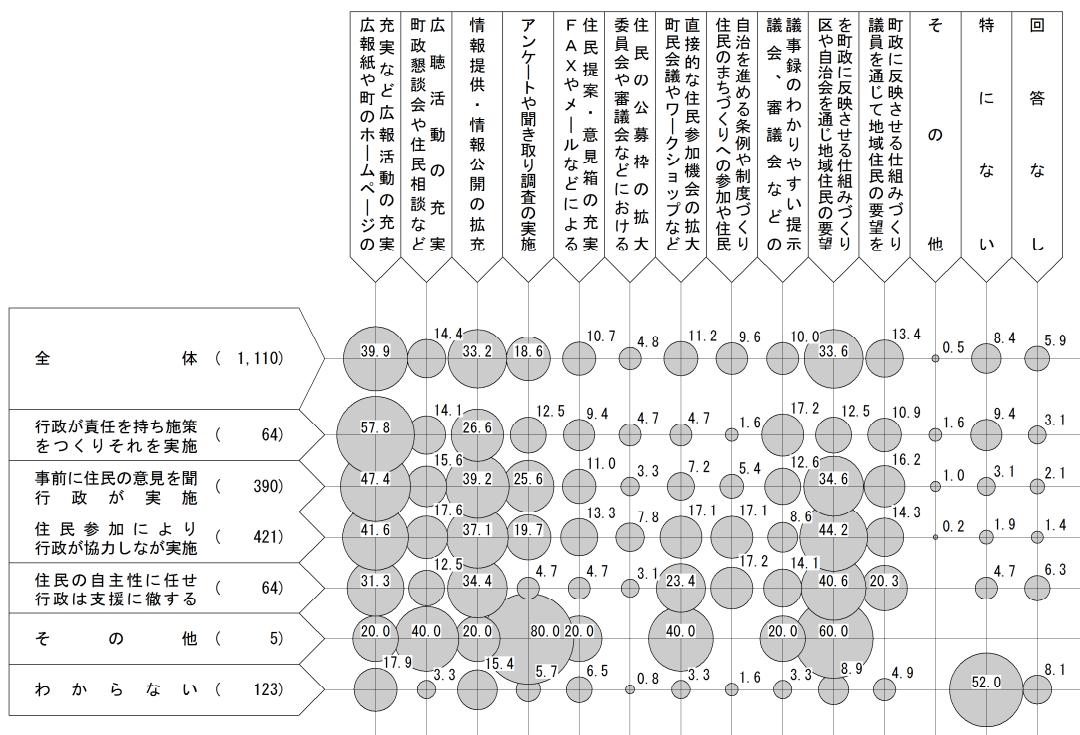 広報紙や町のホームページの
充実など広報活動の充実
町政懇談会や住民相談など
広聴活動の充実
情報提供・情報公開の拡充
アンケートや聞き取り調査の実施
ＦＡＸやメールなどによる
住民提案・意見箱の充実
委員会や審議会などにおける
住民の公募枠の拡大
町民会議やワークショップなど
直接的な住民参加機会の拡大
住民のまちづくりへの参加や住民
自治を進める条例や制度づくり
議会、審議会などの
議事録のわかりやすい提示
区や自治会を通じ地域住民の要望
を町政に反映させる仕組みづくり
議員を通じて地域住民の要望を
町政に反映させる仕組みづくり
その他
特にない
回答なし
全体 ( 1,110)
39.9 14.4 33.2 18.6 10.7 4.8 11.2 9.6 10.0 33.6 13.4 0.5 8.4 5.9
行政が責任を持ち施策
をつくりそれを実施 ( 64)
57.8 14.1 26.6 12.5 9.4 4.7 4.7 1.6 17.2 12.5 10.9 1.6 9.4 3.1
事前に住民の意見を聞
行政が実施 ( 390)
47.4 15.6 39.2 25.6 11.0 3.3 7.2 5.4 12.6 34.6 16.2 1.0 3.1 2.1
住民参加により
行政が協力しなが実施 ( 421)
41.6 17.6 37.1 19.7 13.3 7.8 17.1 17.1 8.6 44.2 14.3 0.2 1.9 1.4
住民の自主性に任せ
行政は支援に徹する ( 64)
31.3 12.5 34.4 4.7 4.7 3.1 23.4 17.2 14.1 40.6 20.3 4.7 6.3
その他 ( 5)
20.0 40.0 20.0 80.0 20.0 40.0 20.0 60.0
わからない ( 123)
17.9 3.3 15.4 5.7 6.5 0.8 3.3 1.6 3.3 8.9 4.9 52.0 8.1